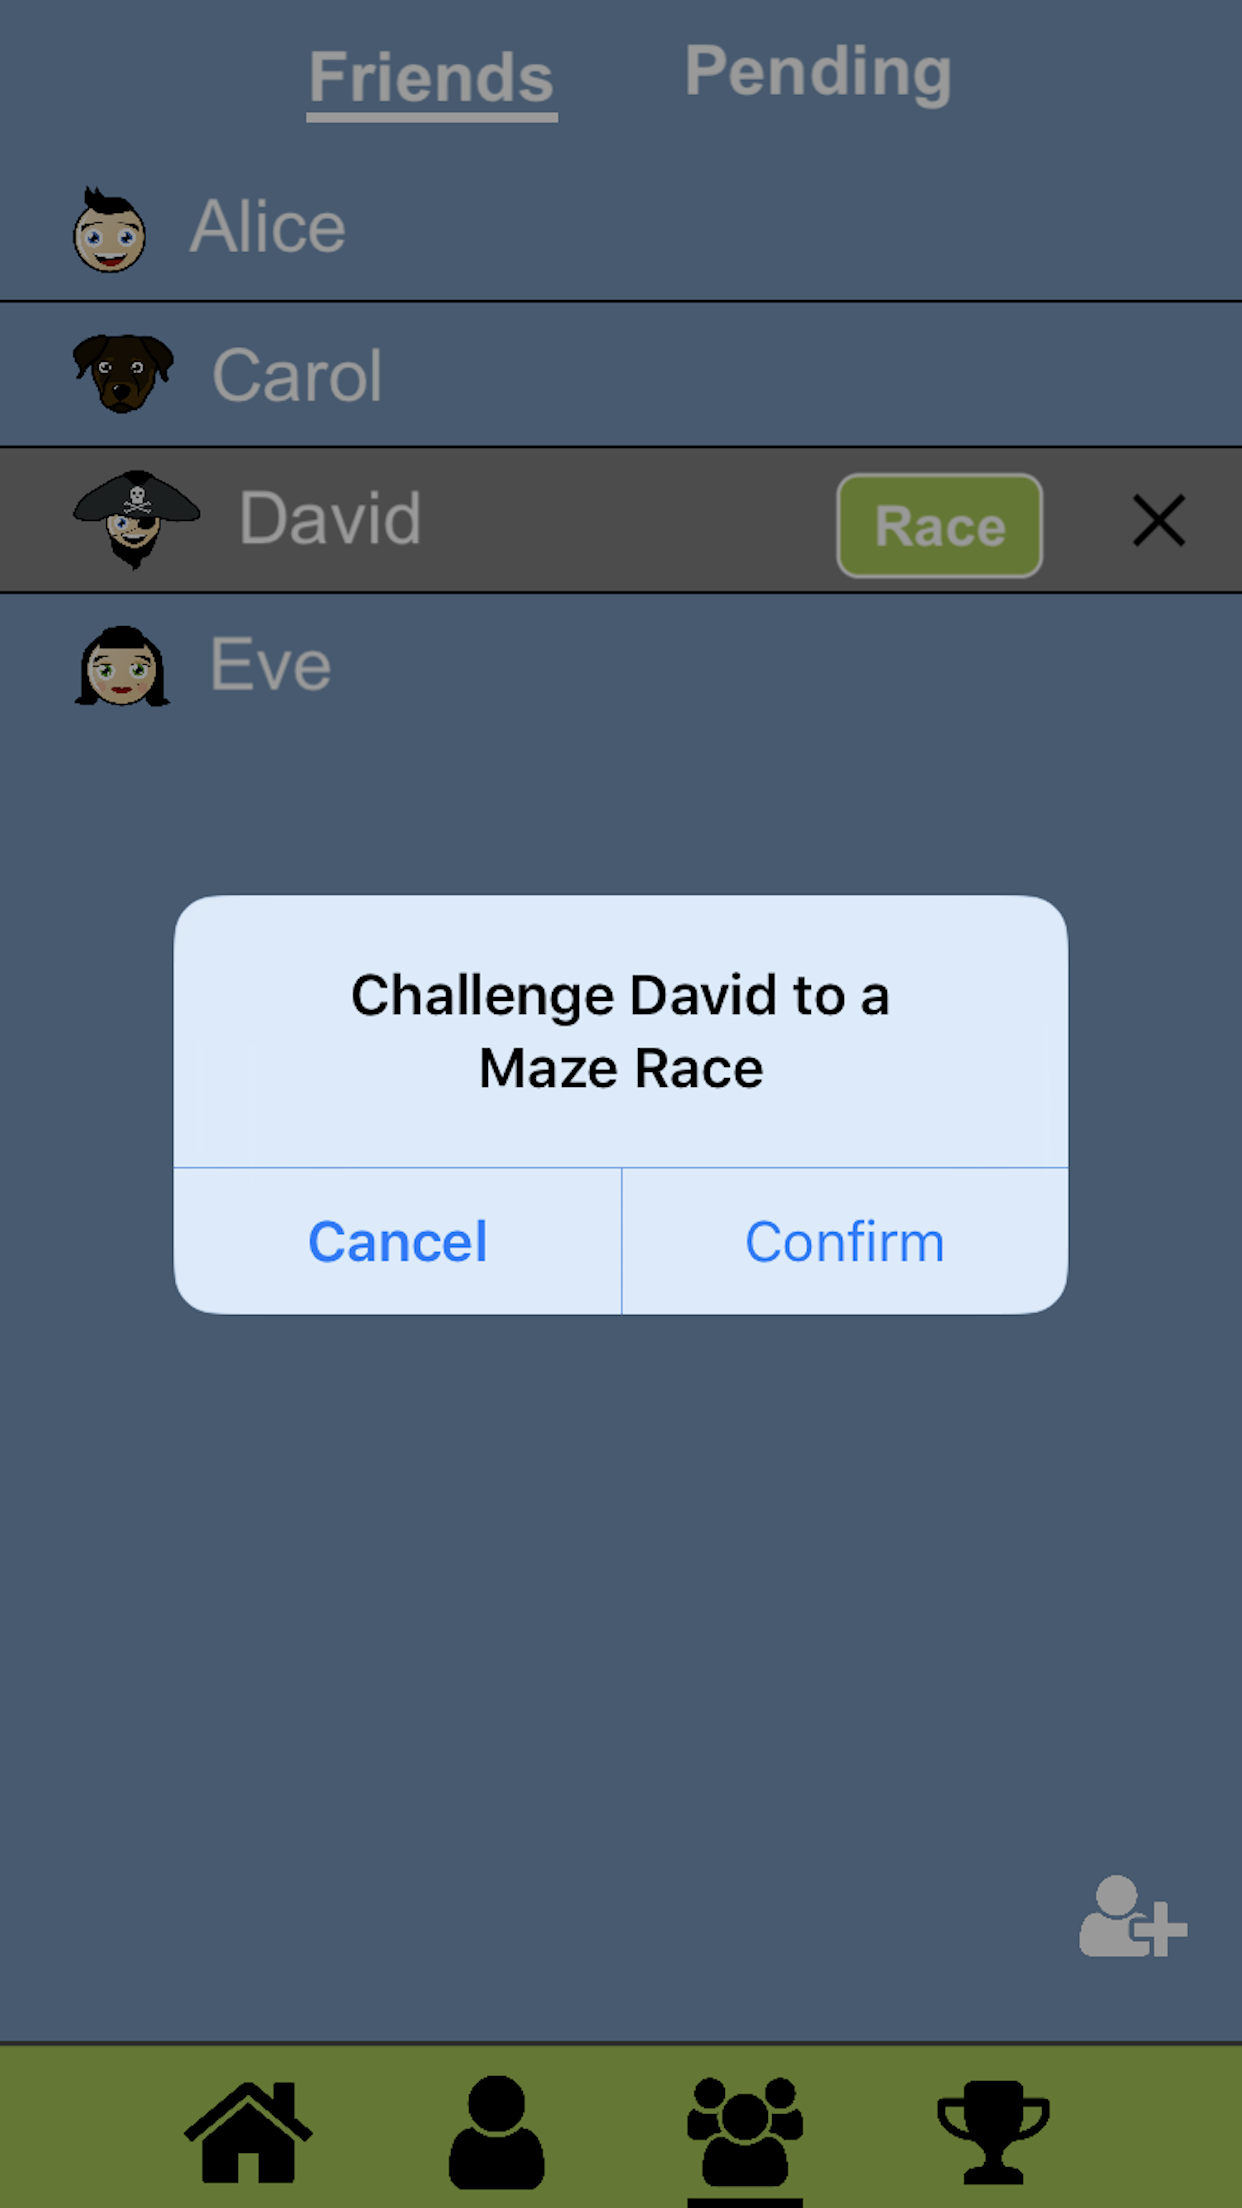 Friends Pending
Alice
Carol
David Race
Eve
Challenge David to a
Maze Race
Cancel Confirm